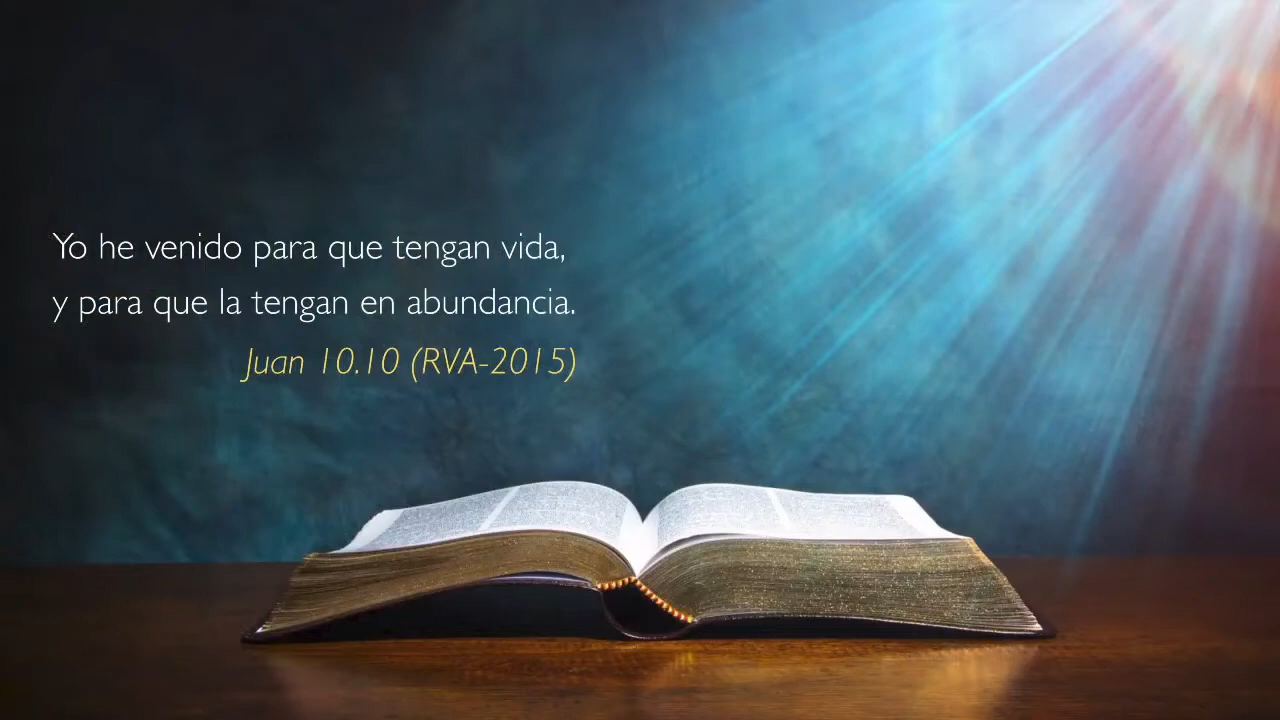 Yo he venido para que tengan vida,
y para que la tengan en abundancia.
Juan 10.10 (RVA-2015)